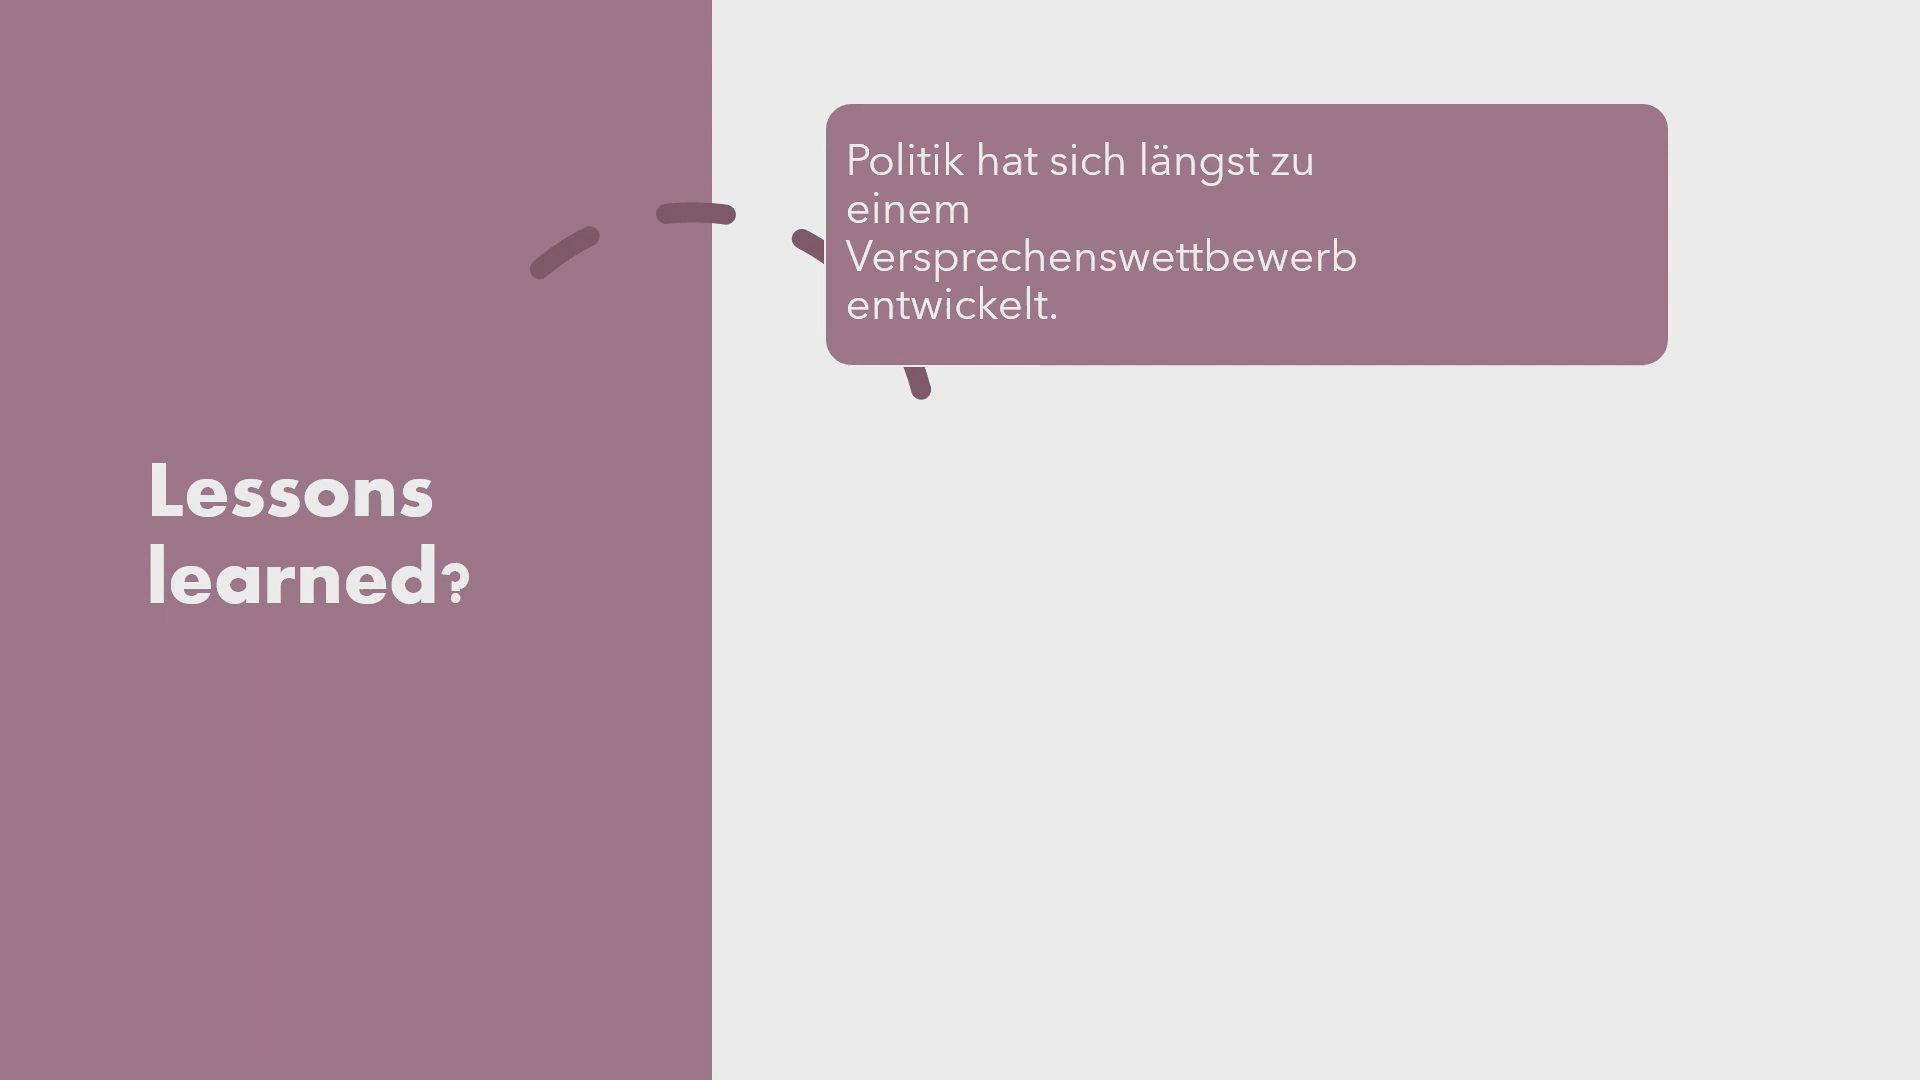 Lessons
learned?
Politik hat sich längst zu
einem
Versprechenswettbewerb
entwickelt.